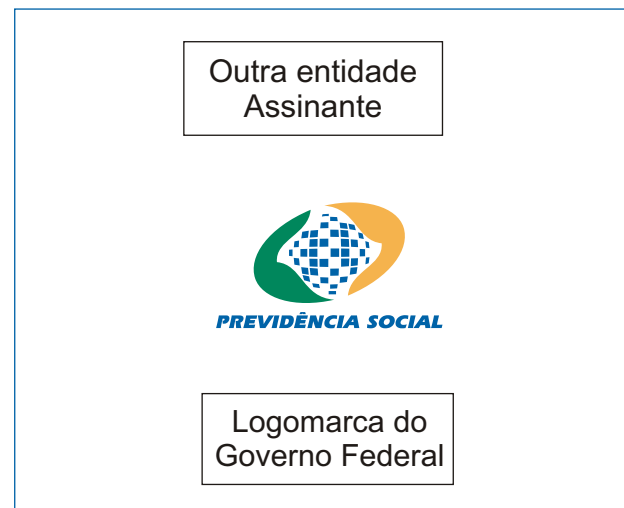 Outra entidade
Assinante
PREVIDÊNCIA SOCIAL
Logomarca do
Governo Federal